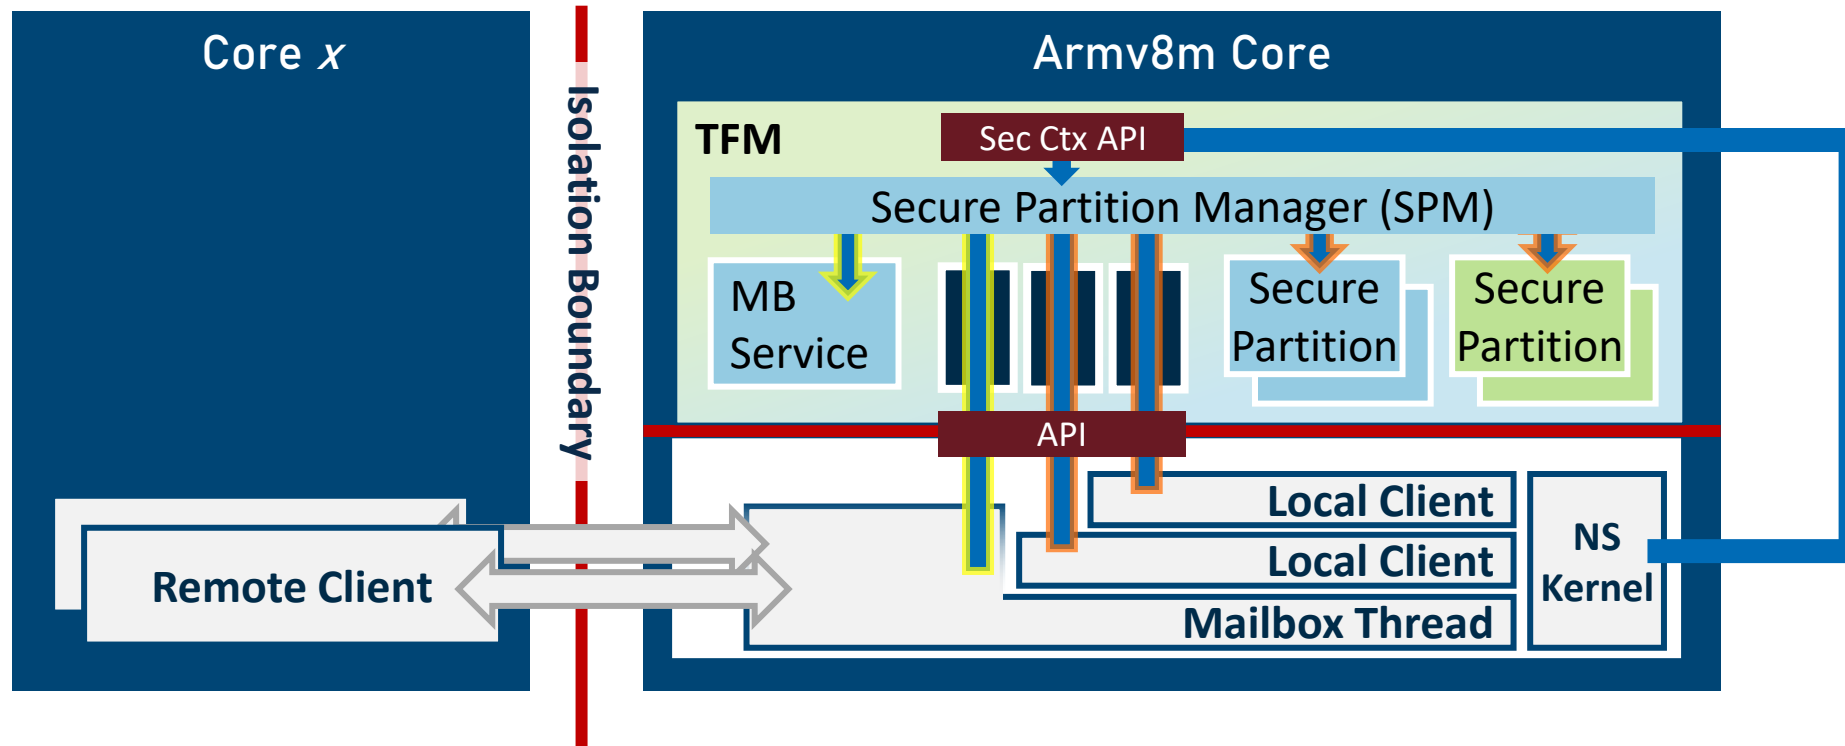 Core x
Isolation Boundary
Armv8m Core
TFM
Sec Ctx API
Secure Partition Manager (SPM)
MB
Service
Secure
Partition
Secure
Partition
API
Local Client
Local Client
Mailbox Thread
NS
Kernel
Remote Client